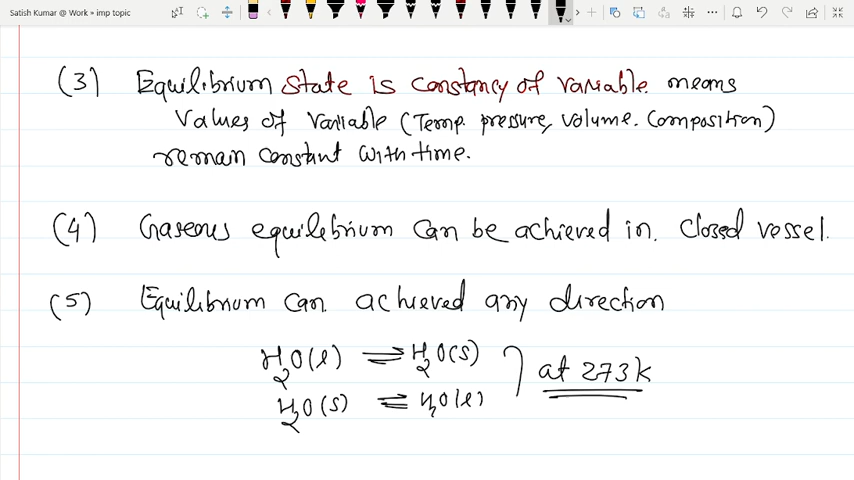 Satish Kumar @ Work » imp topic
(3) Equilibrium state is constancy of variable means
values of variable (Temp. pressure, volume. Composition)
reman constant with time.
(4) Gaseous equilibrium can be achieved in. closed vessel.
(5) Equilibrium can achieved any direction
H₂O(l) ⇌ H₂O(s)
H₂O(s) ⇌ H₂O(l)
at 273k